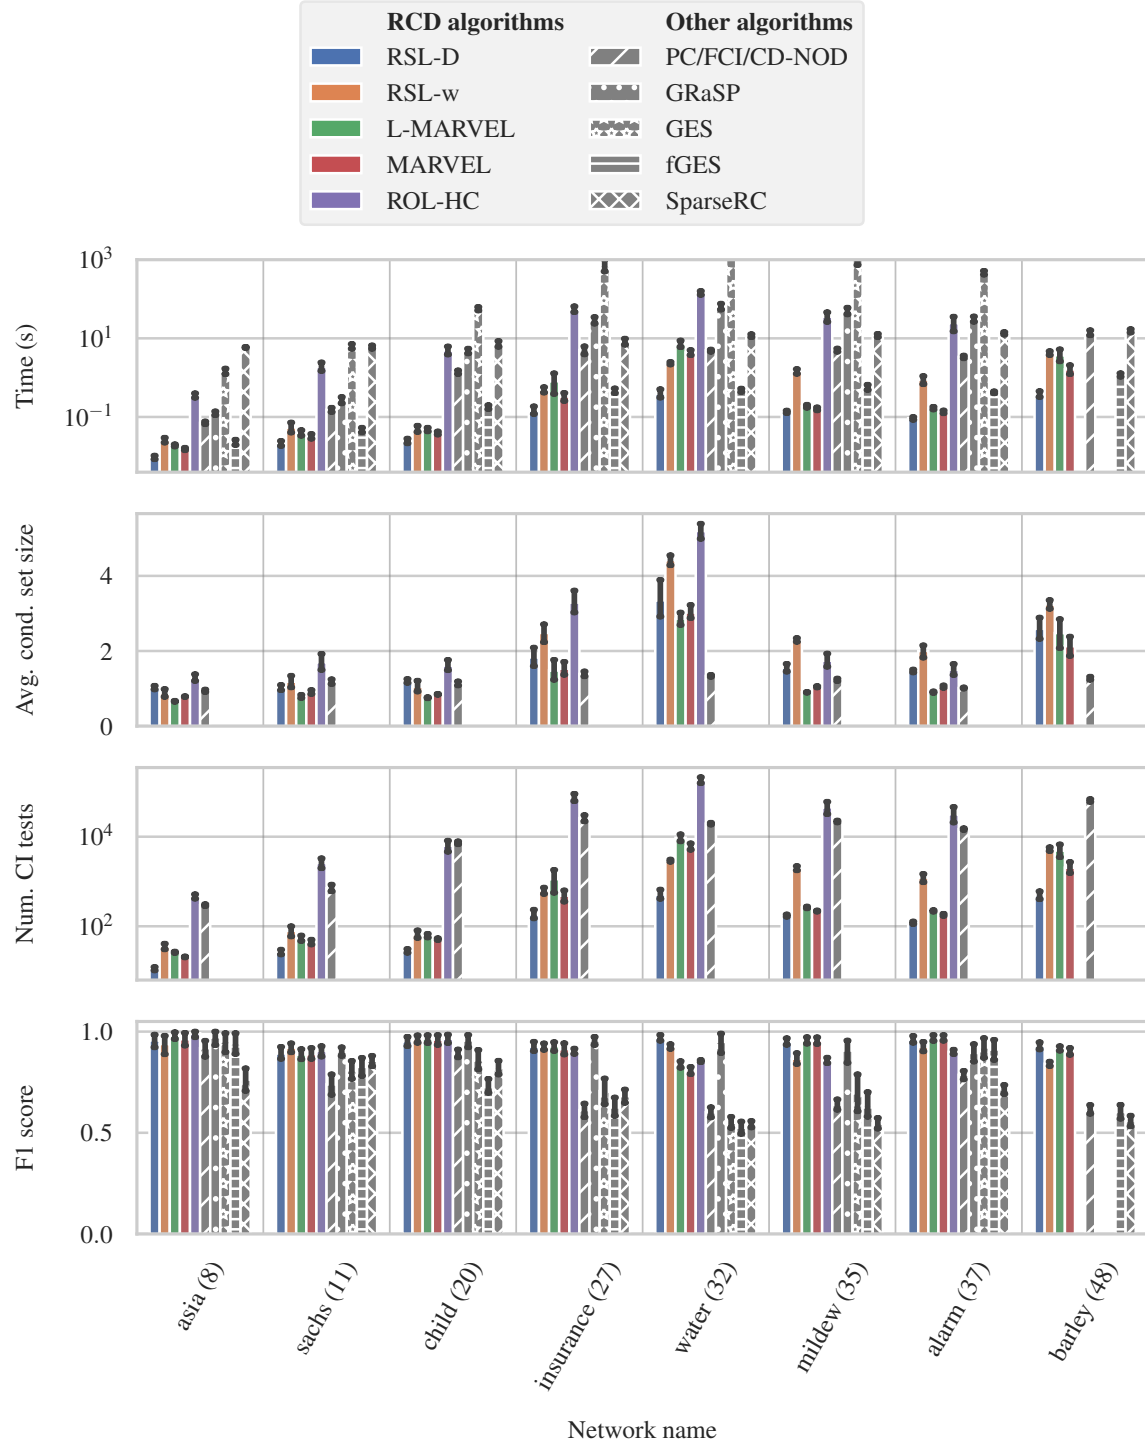 RCD algorithms
RSL-D
RSL-w
L-MARVEL
MARVEL
ROL-HC
Other algorithms
PC/FCI/CD-NOD
GRaSP
GES
fGES
SparseRC
Time (s)
10³
10¹
10⁻¹
Avg. cond. set size
4
2
0
Num. CI tests
10⁴
10²
F1 score
1.0
0.5
0.0
asia (8)
sachs (11)
child (20)
insurance (27)
water (32)
mildew (35)
alarm (37)
barley (48)
Network name